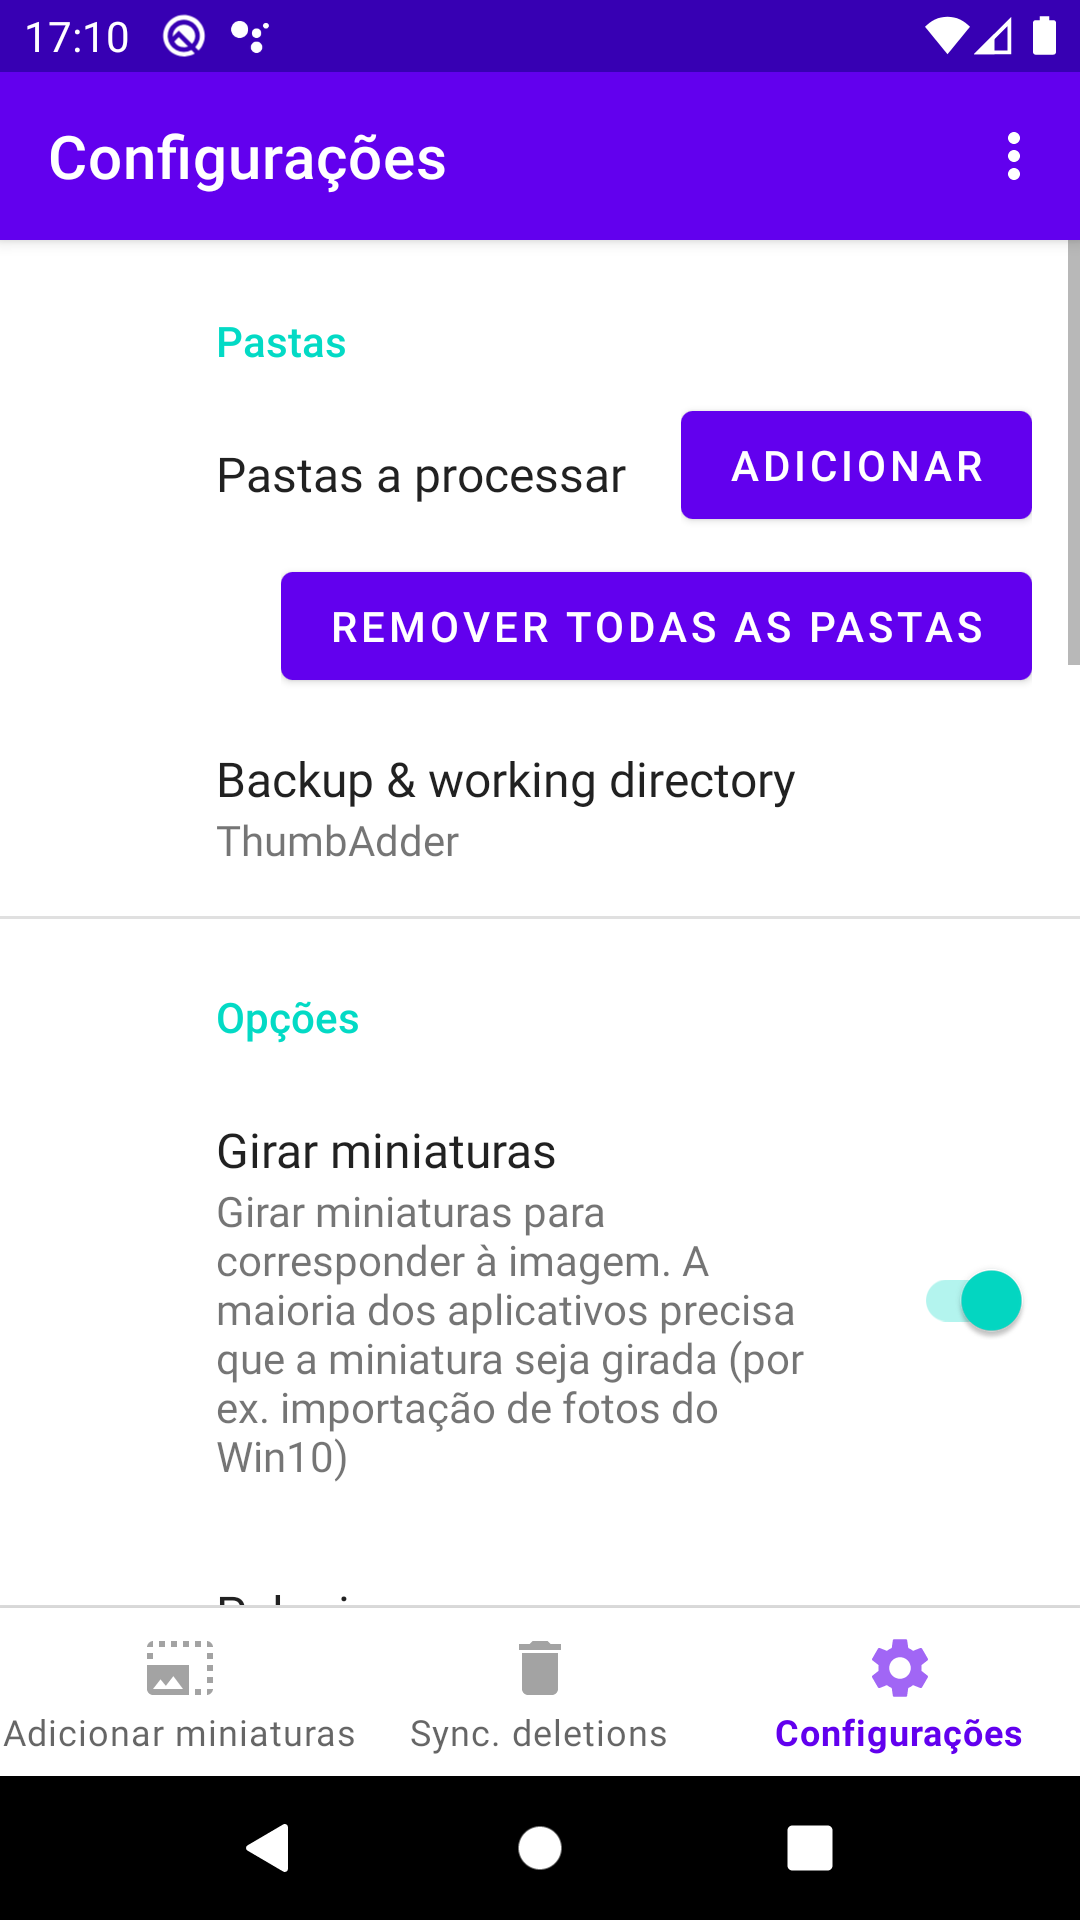 17:10
Configurações
Pastas
Pastas a processar
ADICIONAR
REMOVER TODAS AS PASTAS
Backup & working directory
ThumbAdder
Opções
Girar miniaturas
Girar miniaturas para
corresponder à imagem. A
maioria dos aplicativos precisa
que a miniatura seja girada (por
ex. importação de fotos do
Win10)
Adicionar miniaturas
Sync. deletions
Configurações